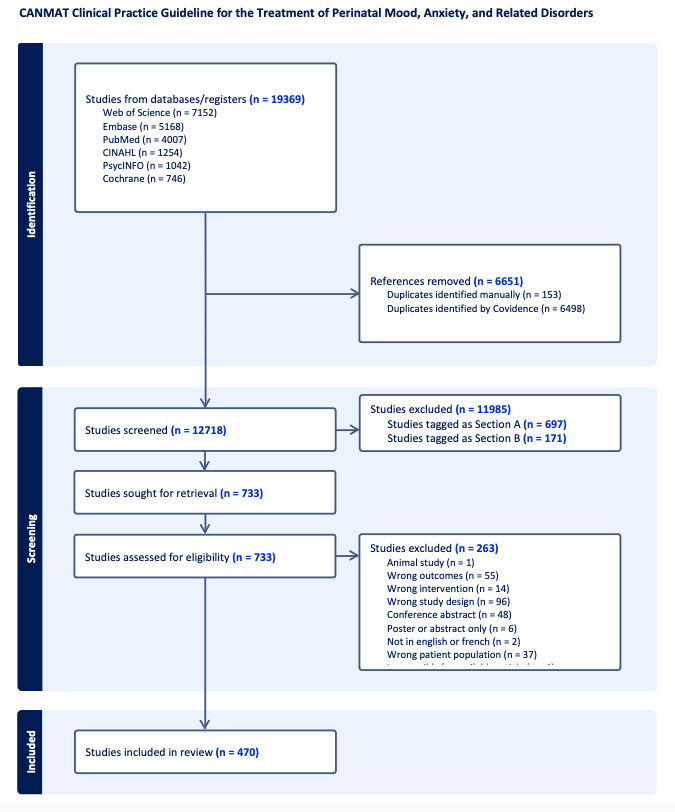 CANMAT Clinical Practice Guideline for the Treatment of Perinatal Mood, Anxiety, and Related Disorders
Identification
Studies from databases/registers (n = 19369)
Web of Science (n = 7152)
Embase (n = 5168)
PubMed (n = 4007)
CINAHL (n = 1254)
PsycINFO (n = 1042)
Cochrane (n = 746)
References removed (n = 6651)
Duplicates identified manually (n = 153)
Duplicates identified by Covidence (n = 6498)
Screening
Studies screened (n = 12718)
Studies excluded (n = 11985)
Studies tagged as Section A (n = 697)
Studies tagged as Section B (n = 171)
Studies sought for retrieval (n = 733)
Studies assessed for eligibility (n = 733)
Studies excluded (n = 263)
Animal study (n = 1)
Wrong outcomes (n = 55)
Wrong intervention (n = 14)
Wrong study design (n = 96)
Conference abstract (n = 48)
Poster or abstract only (n = 6)
Not in english or french (n = 2)
Wrong patient population (n = 37)
Included
Studies included in review (n = 470)